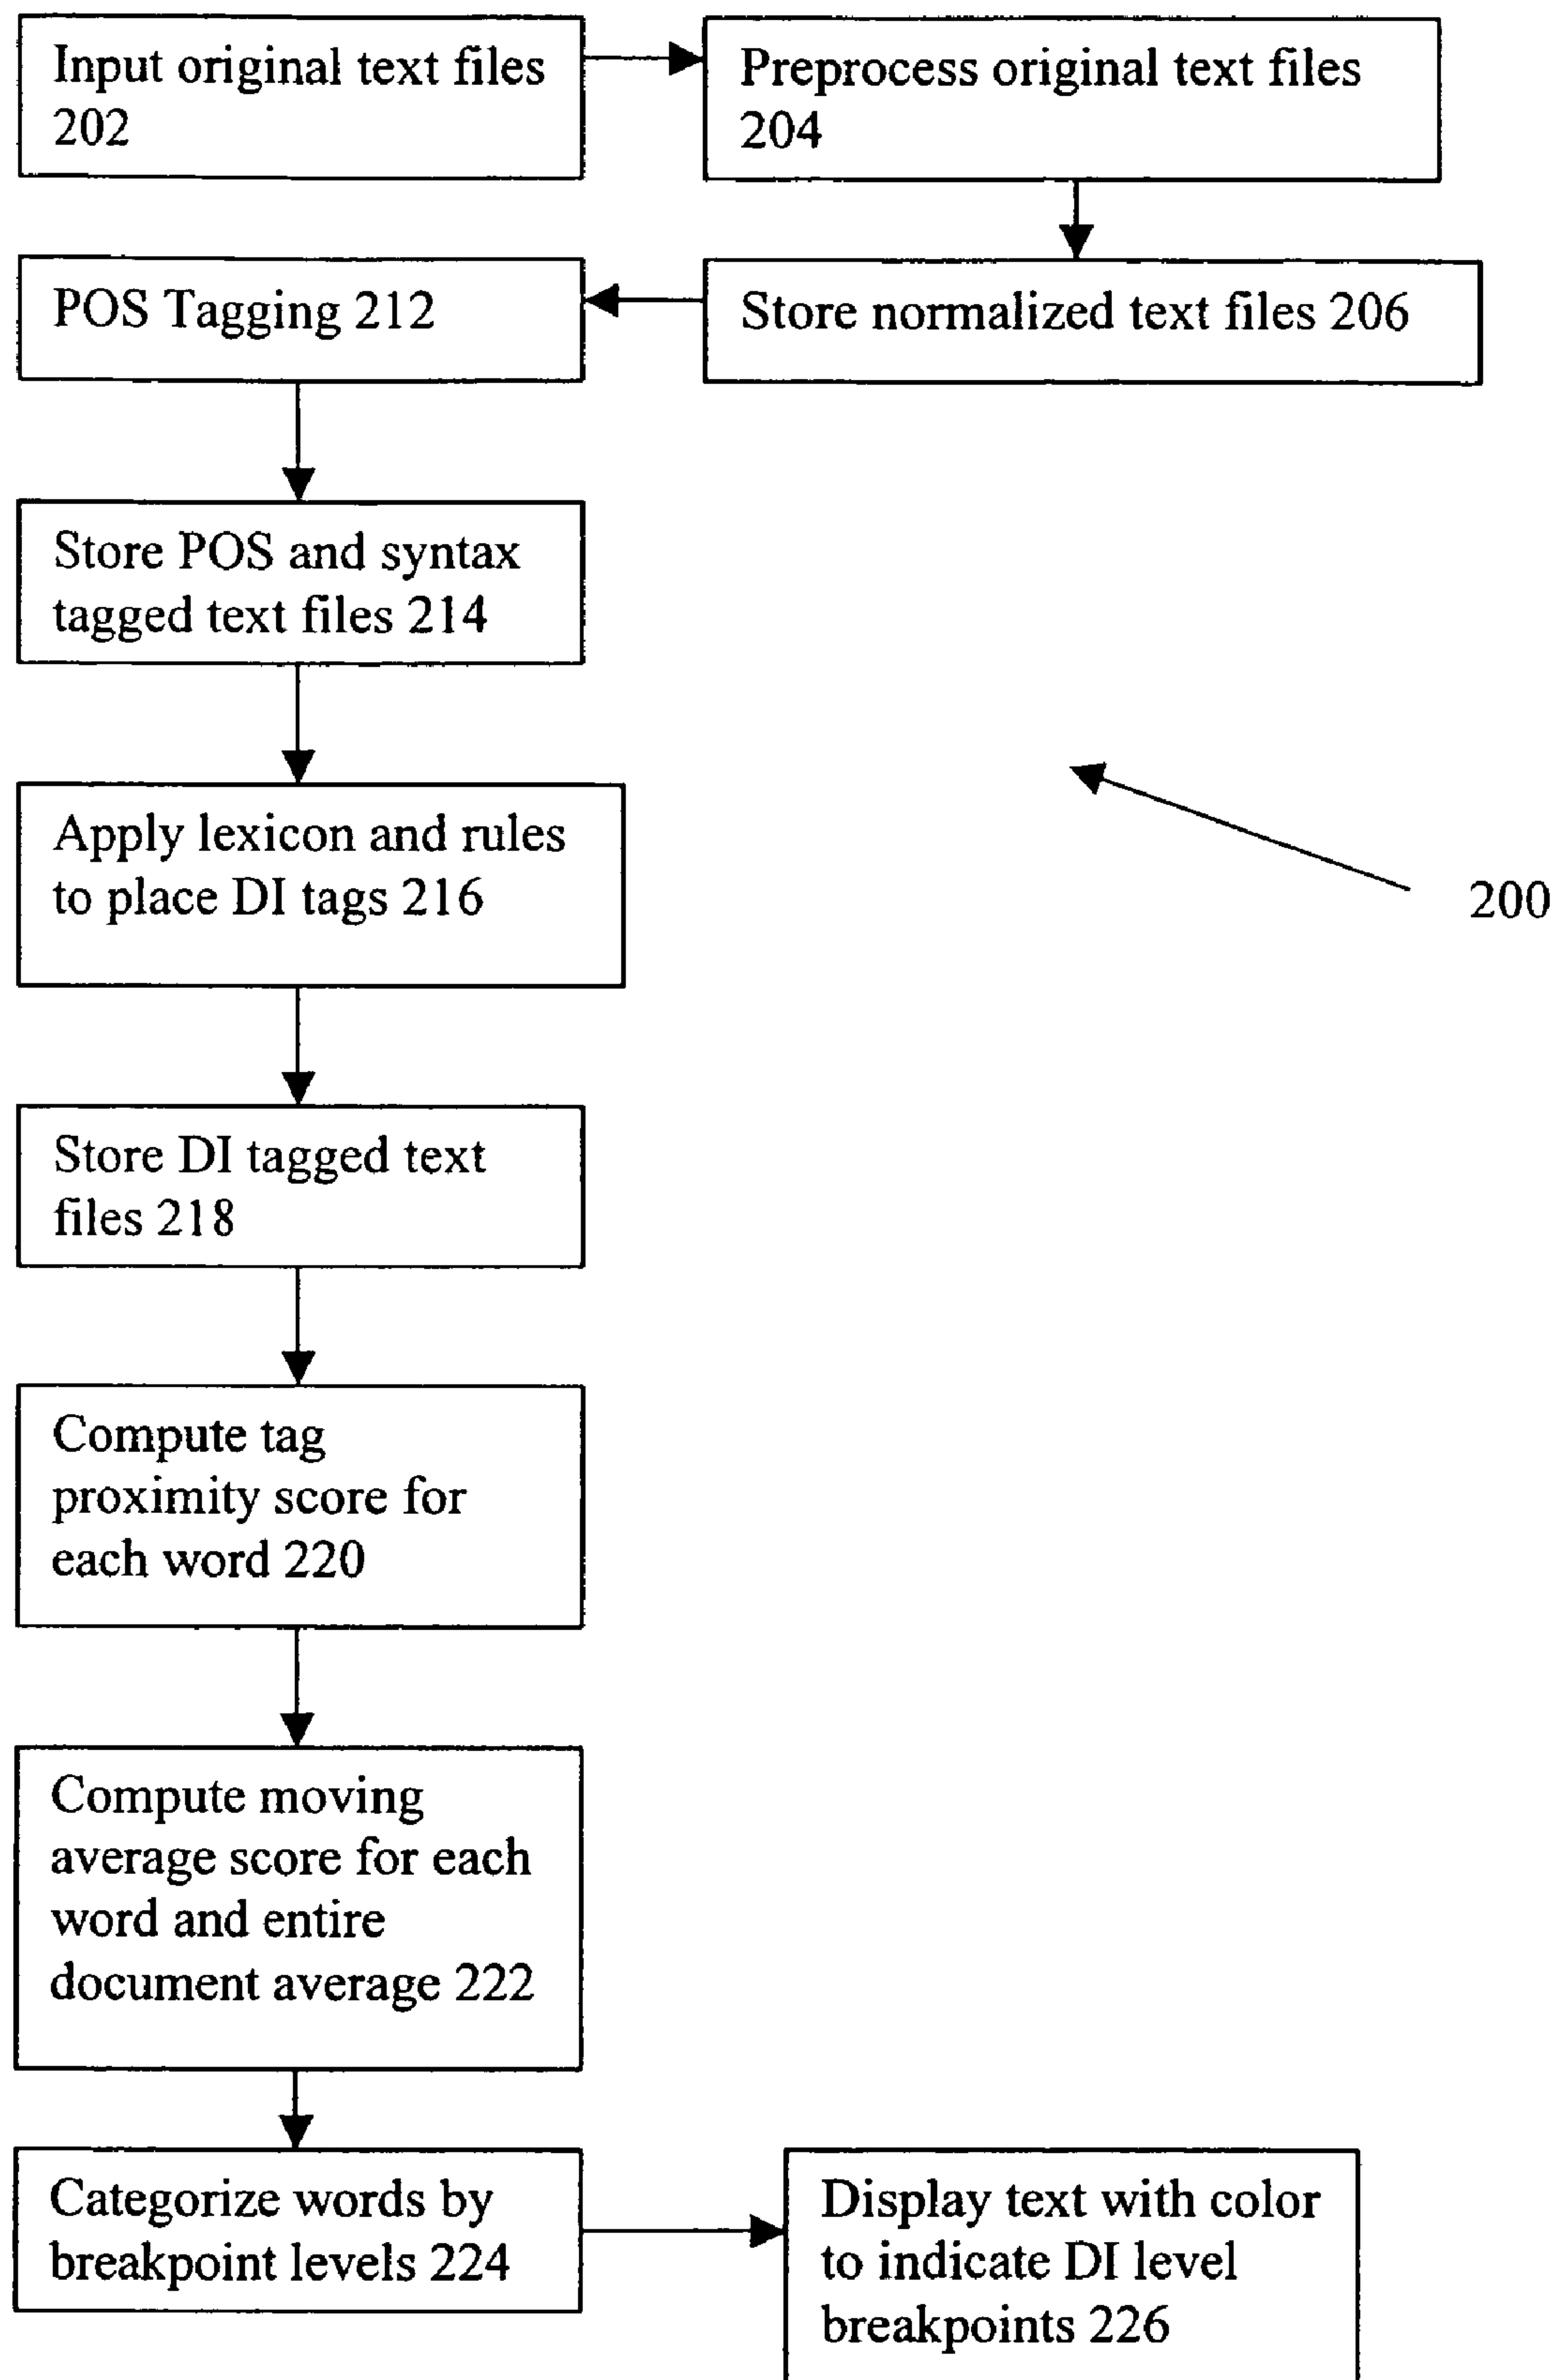 Input original text files
202
Preprocess original text files
204
POS Tagging 212
Store normalized text files 206
Store POS and syntax
tagged text files 214
Apply lexicon and rules
to place DI tags 216
200
Store DI tagged text
files 218
Compute tag
proximity score for
each word 220
Compute moving
average score for each
word and entire
document average 222
Categorize words by
breakpoint levels 224
Display text with color
to indicate DI level
breakpoints 226